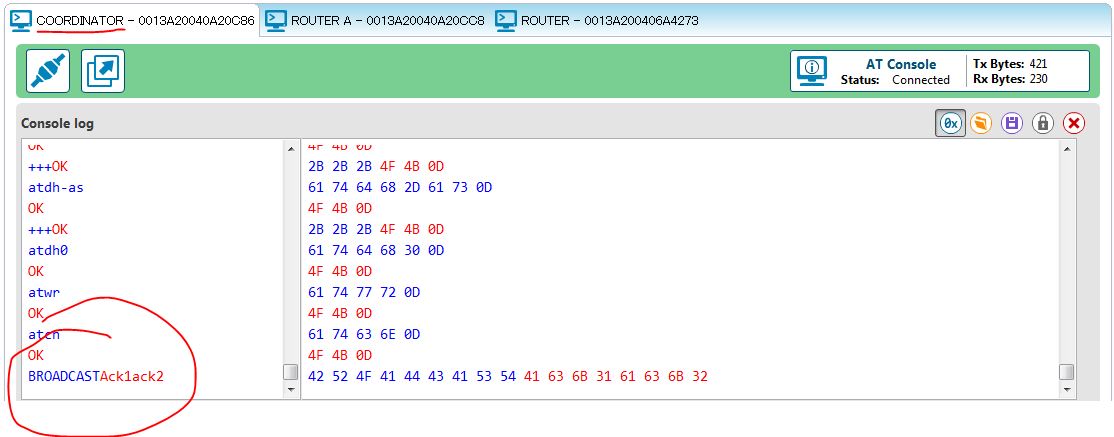 COORDINATOR - 0013A20040A20C86 ROUTER A - 0013A20040A20CC8 ROUTER - 0013A200406A4273
AT Console
Status: Connected
Tx Bytes: 421
Rx Bytes: 230
Console log
0x
OK 4F 4B 0D
+++OK 2B 2B 2B 4F 4B 0D
atdh-as 61 74 64 68 2D 61 73 0D
OK 4F 4B 0D
+++OK 2B 2B 2B 4F 4B 0D
atdh0 61 74 64 68 30 0D
OK 4F 4B 0D
atwr 61 74 77 72 0D
OK 4F 4B 0D
atcn 61 74 63 6E 0D
OK 4F 4B 0D
BROADCASTAck1ack2 42 52 4F 41 44 43 41 53 54 41 63 6B 31 61 63 6B 32